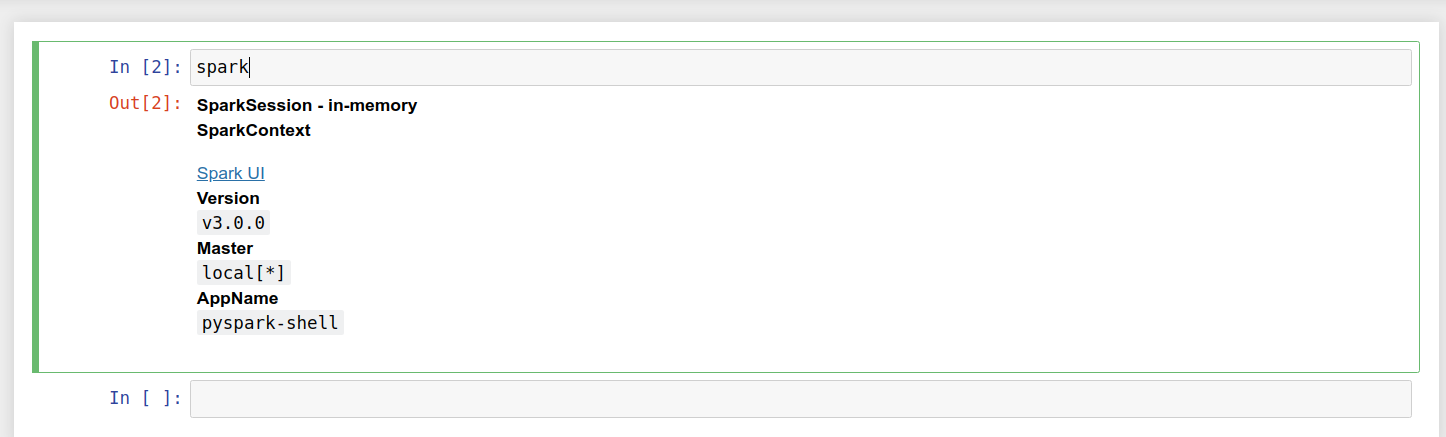 In [2]: spark
Out[2]: SparkSession - in-memory
SparkContext
Spark UI
Version
v3.0.0
Master
local[*]
AppName
pyspark-shell
In [ ]: